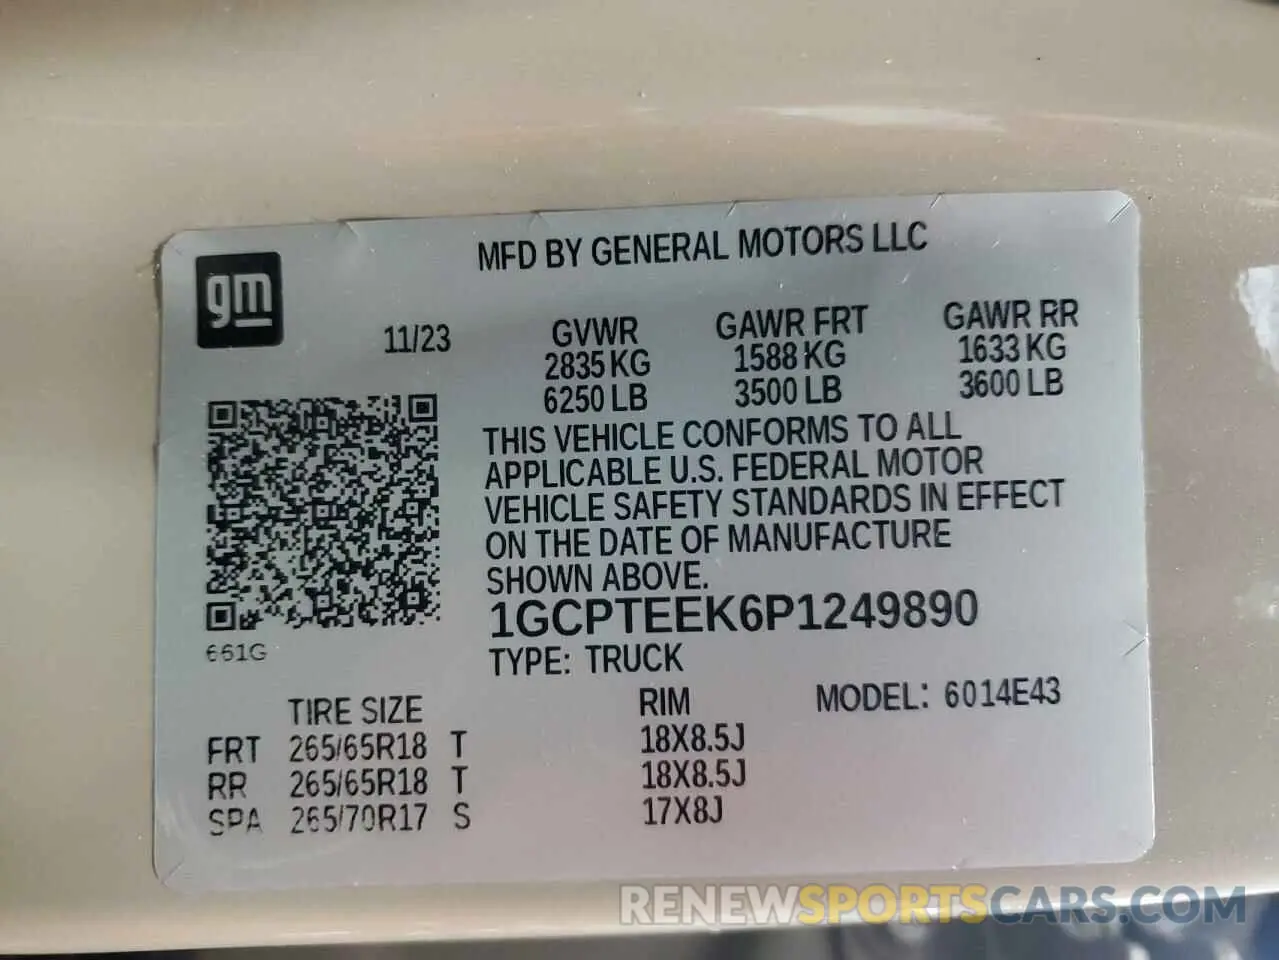 MFD BY GENERAL MOTORS LLC
gm
11/23
GVWR GAWR FRT GAWR RR
2835 KG 1588 KG 1633 KG
6250 LB 3500 LB 3600 LB
THIS VEHICLE CONFORMS TO ALL
APPLICABLE U.S. FEDERAL MOTOR
VEHICLE SAFETY STANDARDS IN EFFECT
ON THE DATE OF MANUFACTURE
SHOWN ABOVE.
1GCPTEEK6P1249890
661G
TYPE: TRUCK
TIRE SIZE RIM MODEL: 6014E43
FRT 265/65R18 T 18X8.5J
RR 265/65R18 T 18X8.5J
SPA 265/70R17 S 17X8J
RENEWSPORTSCARS.COM